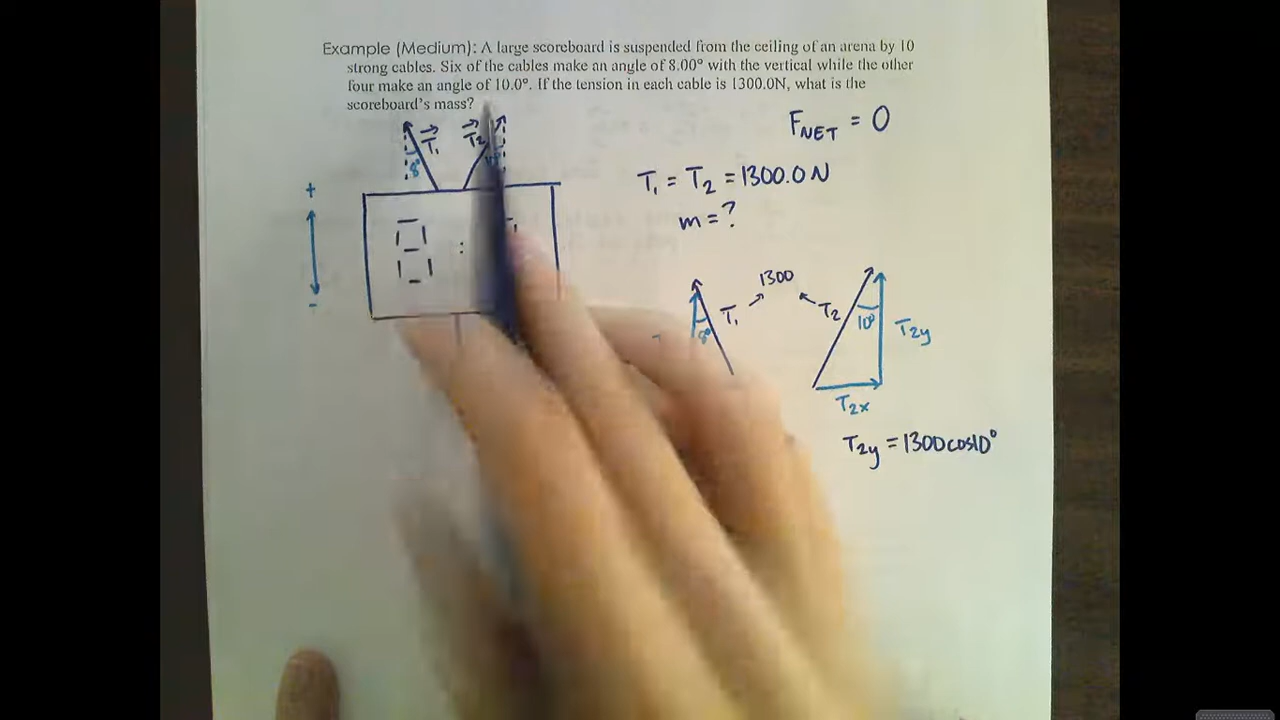 Example (Medium): A large scoreboard is suspended from the ceiling of an arena by 10
strong cables. Six of the cables make an angle of 8.00° with the vertical while the other
four make an angle of 10.0°. If the tension in each cable is 1300.0N, what is the
scoreboard's mass?
F_NET = 0
T₁ T₂
8°
T₁ = T₂ = 1300.0 N
m = ?
+
-
:
1300
T₁ T₂
8° 10° T₂y
T₂x
T₂y = 1300cos10°